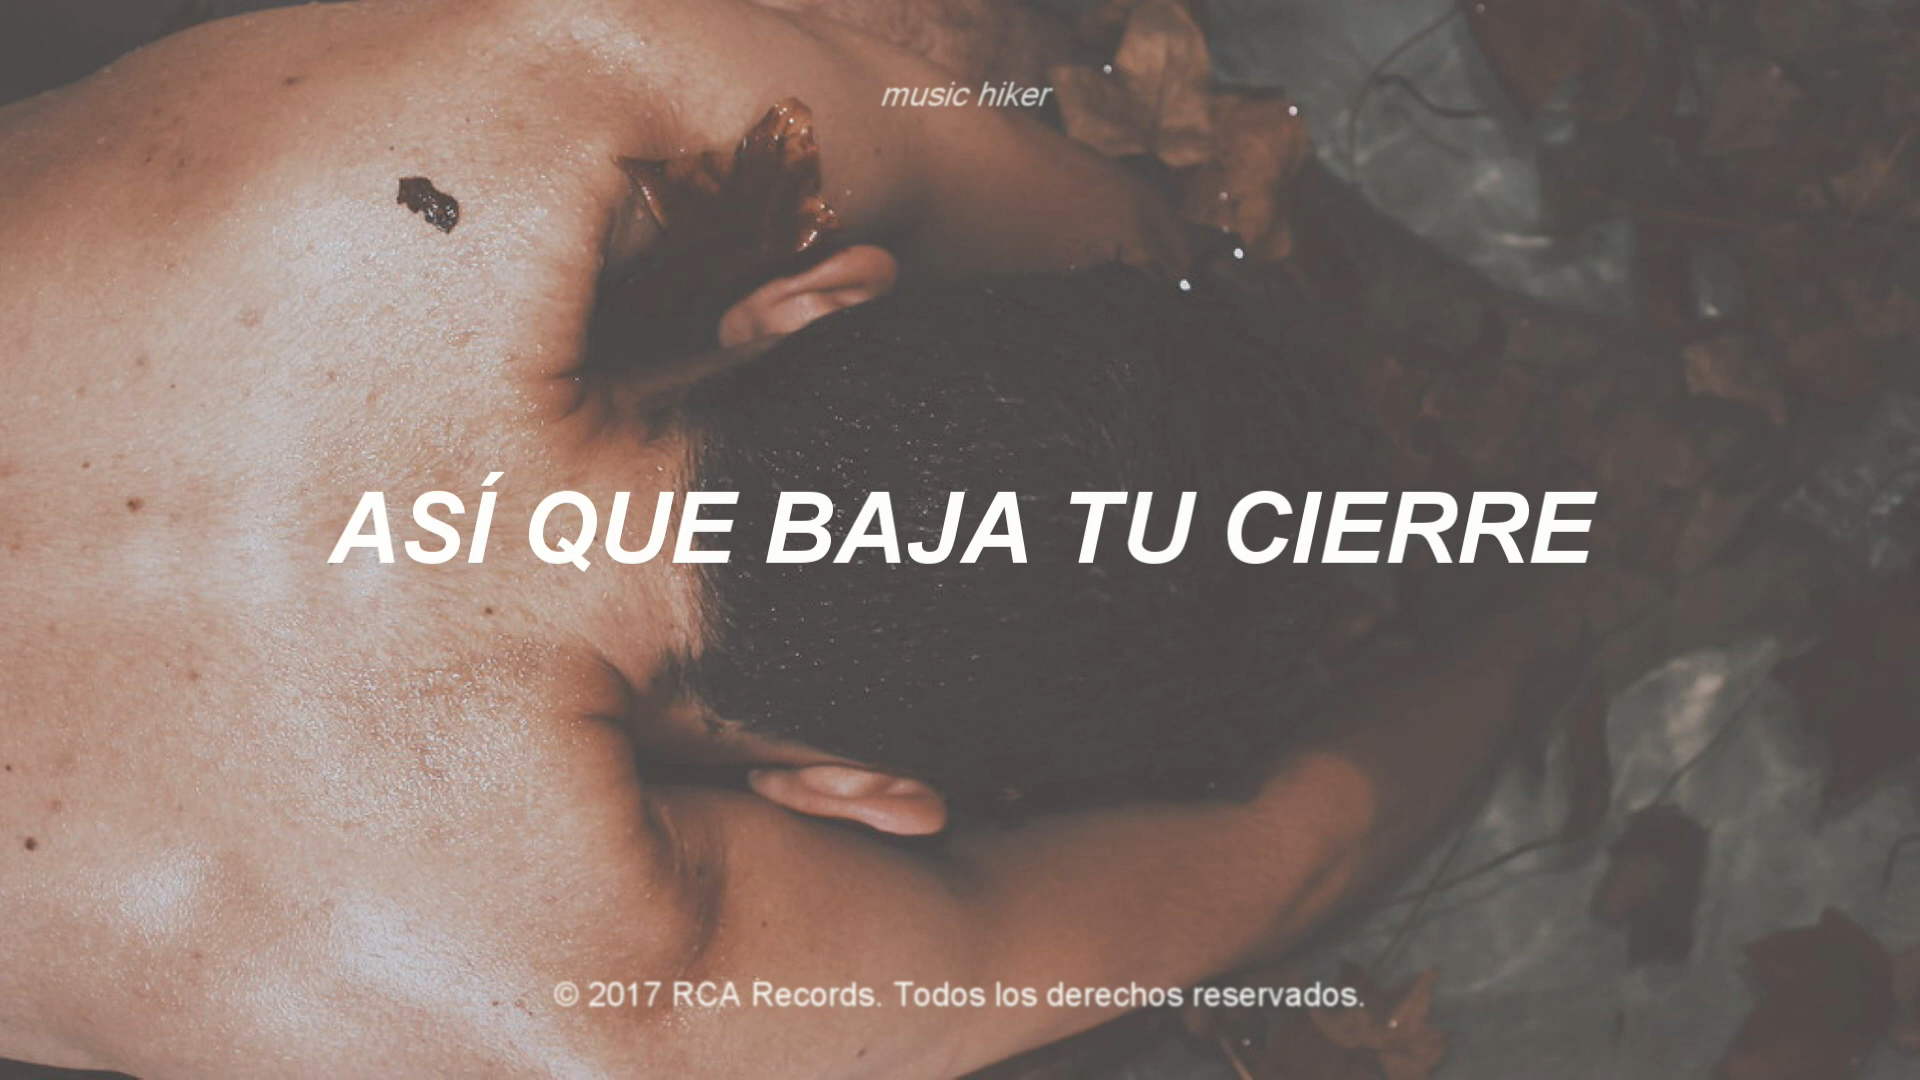 music hiker
ASÍ QUE BAJA TU CIERRE
© 2017 RCA Records. Todos los derechos reservados.